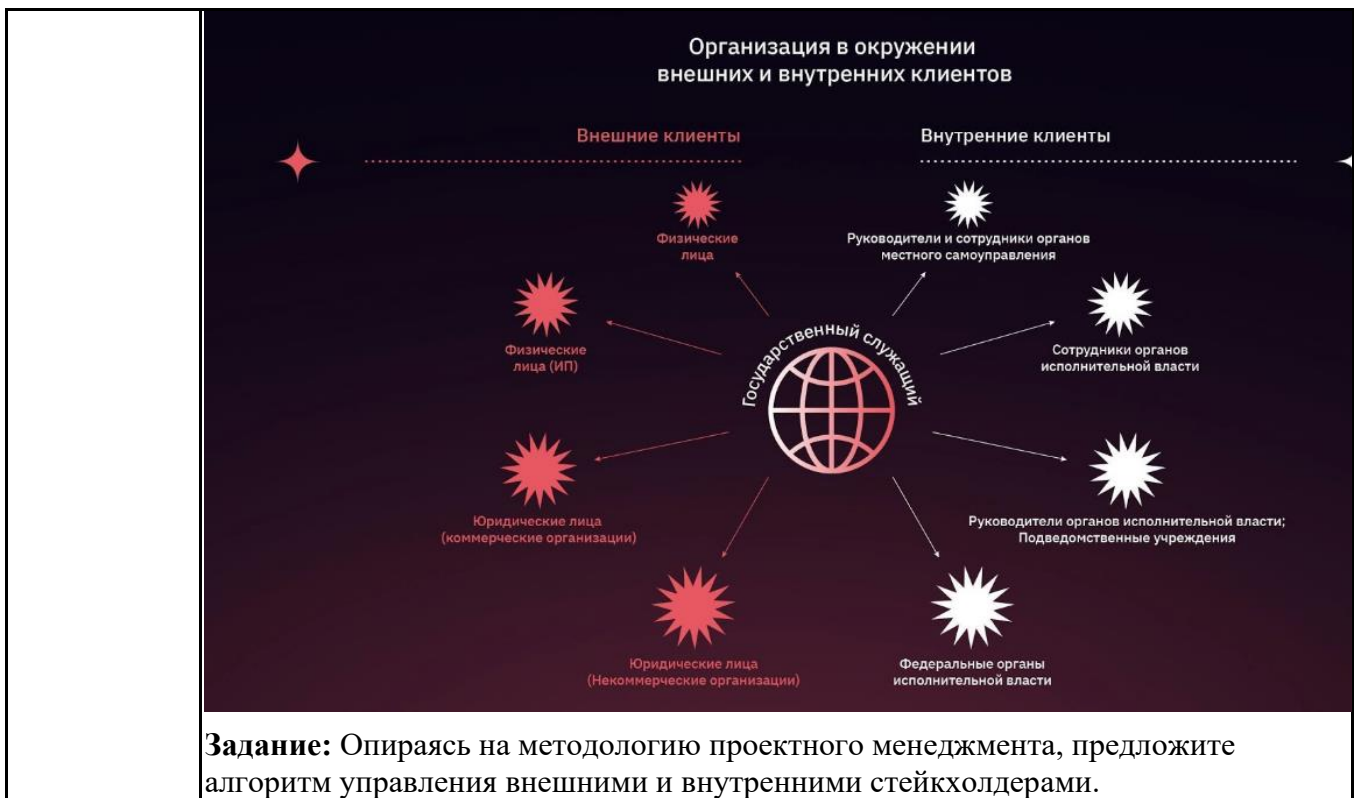 Организация в окружении
внешних и внутренних клиентов
Внешние клиенты
Внутренние клиенты
Физические
лица
Руководители и сотрудники органов
местного самоуправления
Физические
лица (ИП)
Государственный служащий
Сотрудники органов
исполнительной власти
Юридические лица
(коммерческие организации)
Руководители органов исполнительной власти;
Подведомственные учреждения
Юридические лица
(Некоммерческие организации)
Федеральные органы
исполнительной власти
Задание: Опираясь на методологию проектного менеджмента, предложите
алгоритм управления внешними и внутренними стейкхолдерами.